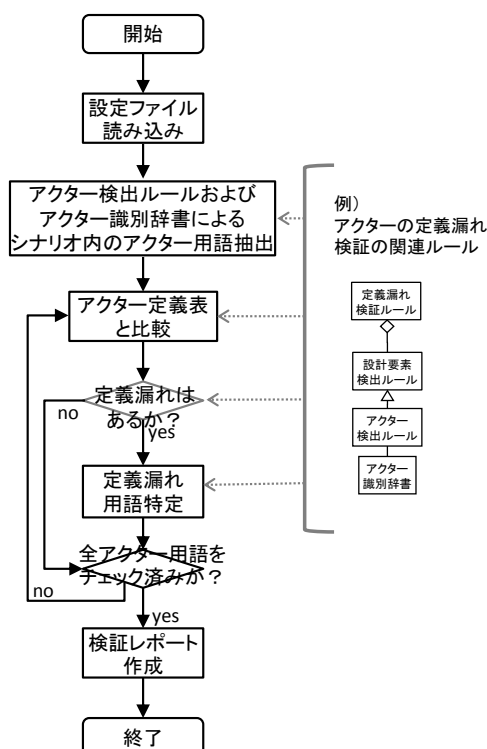 開始
設定ファイル
読み込み
アクター検出ルールおよび
アクター識別辞書による
シナリオ内のアクター用語抽出
アクター定義表
と比較
定義漏れは
あるか？
no
yes
定義漏れ
用語特定
全アクター用語を
チェック済みか？
no
yes
検証レポート
作成
終了
例）
アクターの定義漏れ
検証の関連ルール
定義漏れ
検証ルール
設計要素
検出ルール
アクター
検出ルール
アクター
識別辞書